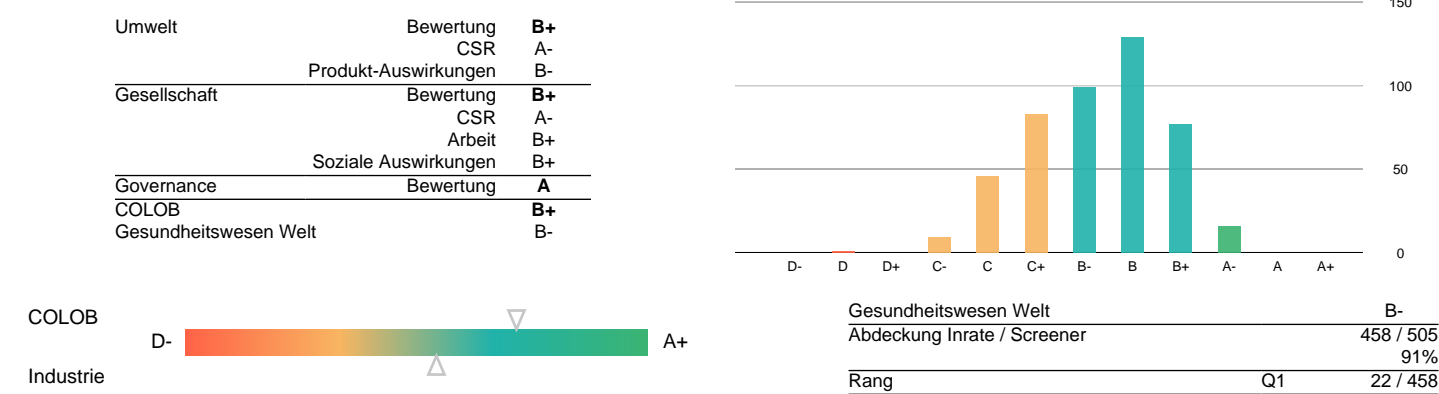 Umwelt Bewertung B+
CSR A-
Produkt-Auswirkungen B-
Gesellschaft Bewertung B+
CSR A-
Arbeit B+
Soziale Auswirkungen B+
Governance Bewertung A
COLOB B+
Gesundheitswesen Welt B-
150
100
50
0
D- D D+ C- C C+ B- B B+ A- A A+
COLOB
D- A+
Industrie
Gesundheitswesen Welt B-
Abdeckung Inrate / Screener 458 / 505
91%
Rang Q1 22 / 458